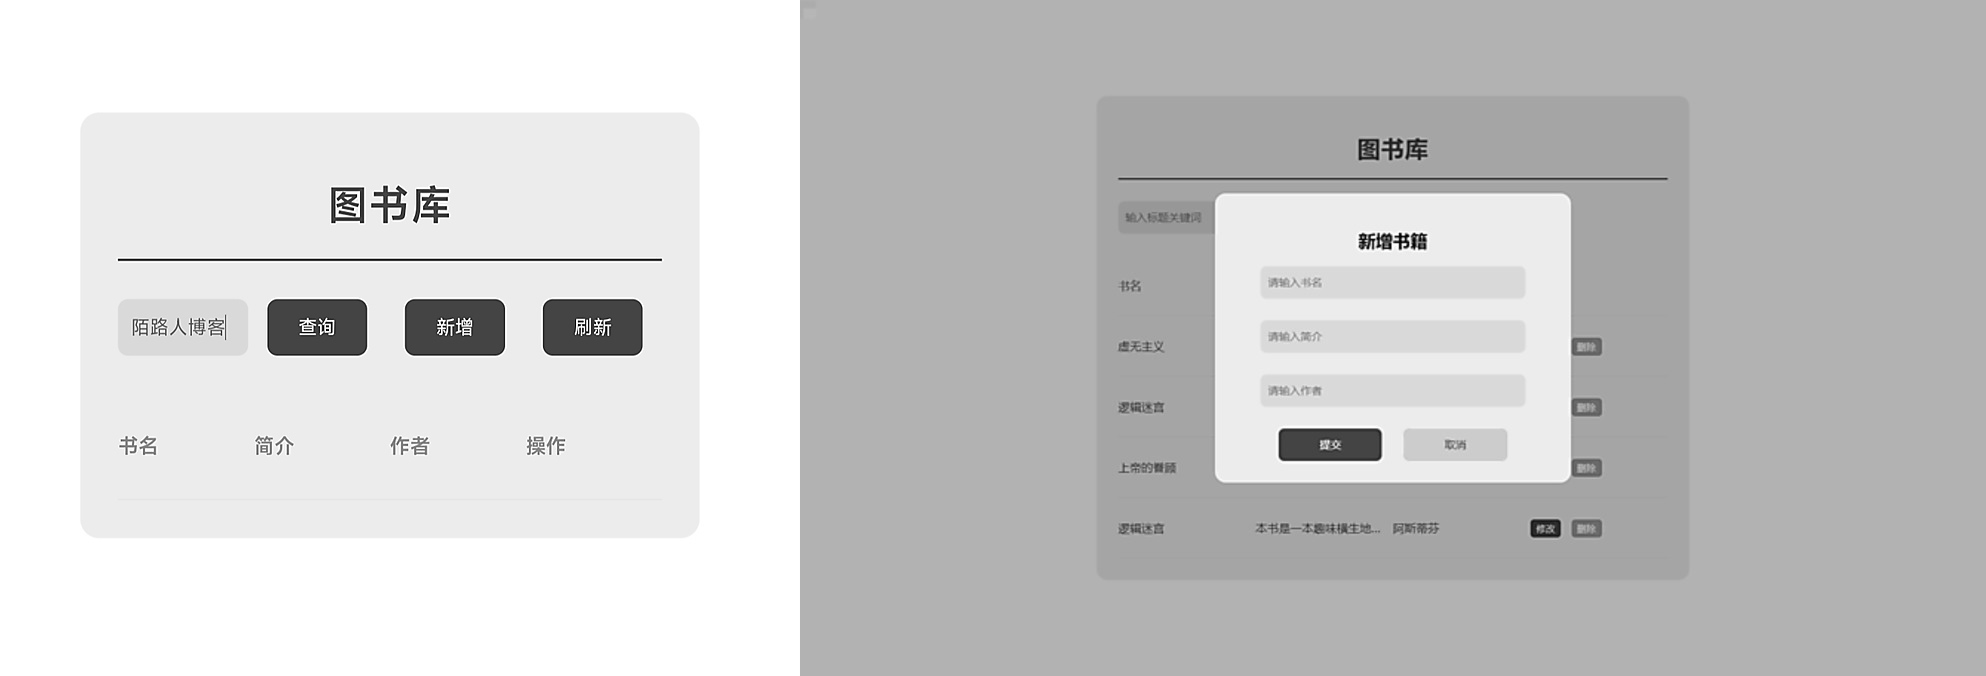 图书库
陌路人博客 查询 新增 刷新
书名 简介 作者 操作
图书库
输入标题关键词
书名
虚无主义 删除
逻辑迷宫 删除
上帝的眷顾 删除
逻辑迷宫 本书是一本趣味横生地... 阿斯蒂芬 修改 删除
新增书籍
请输入书名
请输入简介
请输入作者
提交 取消